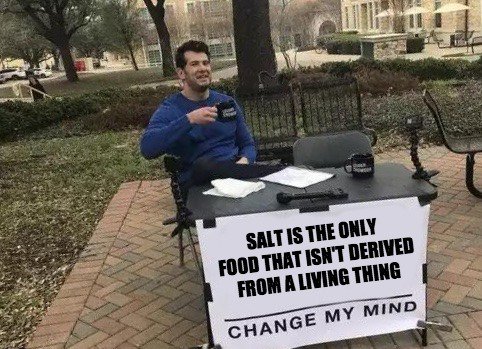 SALT IS THE ONLY
FOOD THAT ISN'T DERIVED
FROM A LIVING THING
CHANGE MY MIND